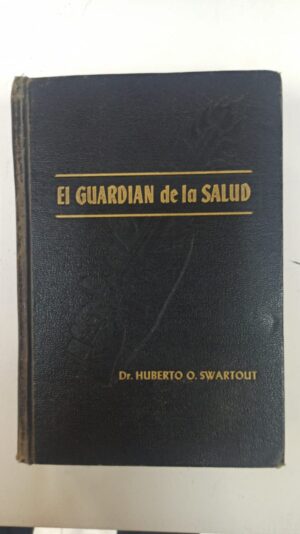 El GUARDIAN de la SALUD
Dr. HUBERTO O. SWARTOUT